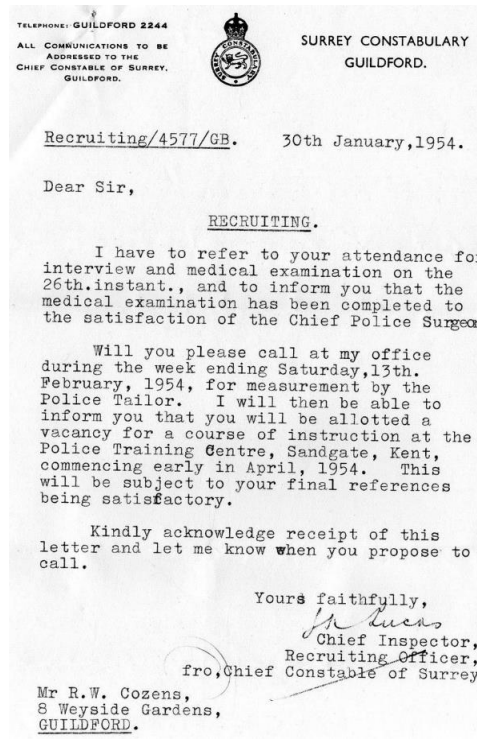 TELEPHONE: GUILDFORD 2244
ALL COMMUNICATIONS TO BE
ADDRESSED TO THE
CHIEF CONSTABLE OF SURREY,
GUILDFORD.
SURREY CONSTABULARY
SURREY CONSTABULARY
GUILDFORD.
Recruiting/4577/GB. 30th January,1954.
Dear Sir,
RECRUITING.
I have to refer to your attendance for
interview and medical examination on the
26th.instant., and to inform you that the
medical examination has been completed to
the satisfaction of the Chief Police Surgeon
Will you please call at my office
during the week ending Saturday,13th.
February, 1954, for measurement by the
Police Tailor. I will then be able to
inform you that you will be allotted a
vacancy for a course of instruction at the
Police Training Centre, Sandgate, Kent,
commencing early in April, 1954. This
will be subject to your final references
being satisfactory.
Kindly acknowledge receipt of this
letter and let me know when you propose to
call.
Yours faithfully,
Lucas
Chief Inspector,
Recruiting Officer,
fro,Chief Constable of Surrey
Mr R.W. Cozens,
8 Weyside Gardens,
GUILDFORD.